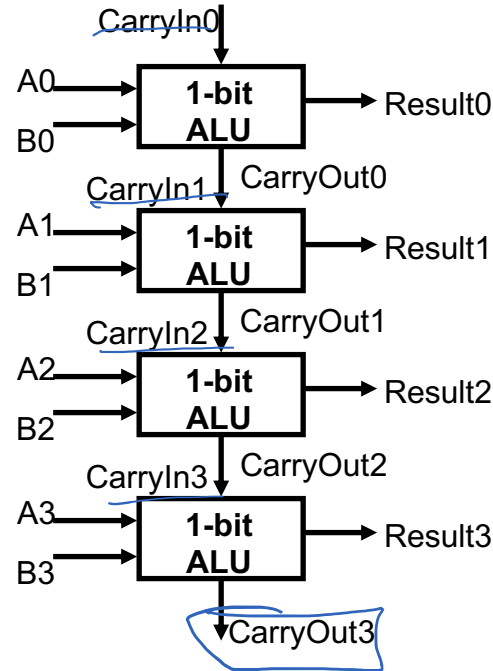 CarryIn0
A0
1-bit
Result0
ALU
B0
CarryOut0
CarryIn1
A1
1-bit
Result1
ALU
B1
CarryOut1
CarryIn2
A2
1-bit
Result2
ALU
B2
CarryOut2
CarryIn3
A3
1-bit
Result3
ALU
B3
CarryOut3